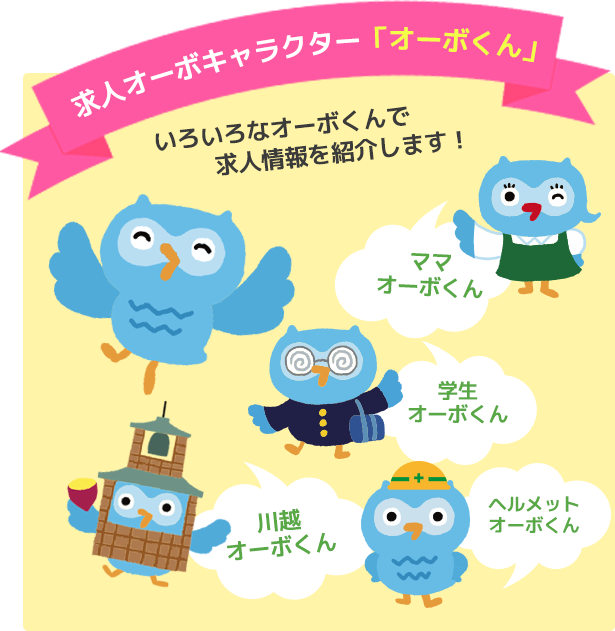 求人オーボキャラクター「オーボくん」
いろいろなオーボくんで
求人情報を紹介します！
ママ
オーボくん
学生
オーボくん
川越
オーボくん
ヘルメット
オーボくん